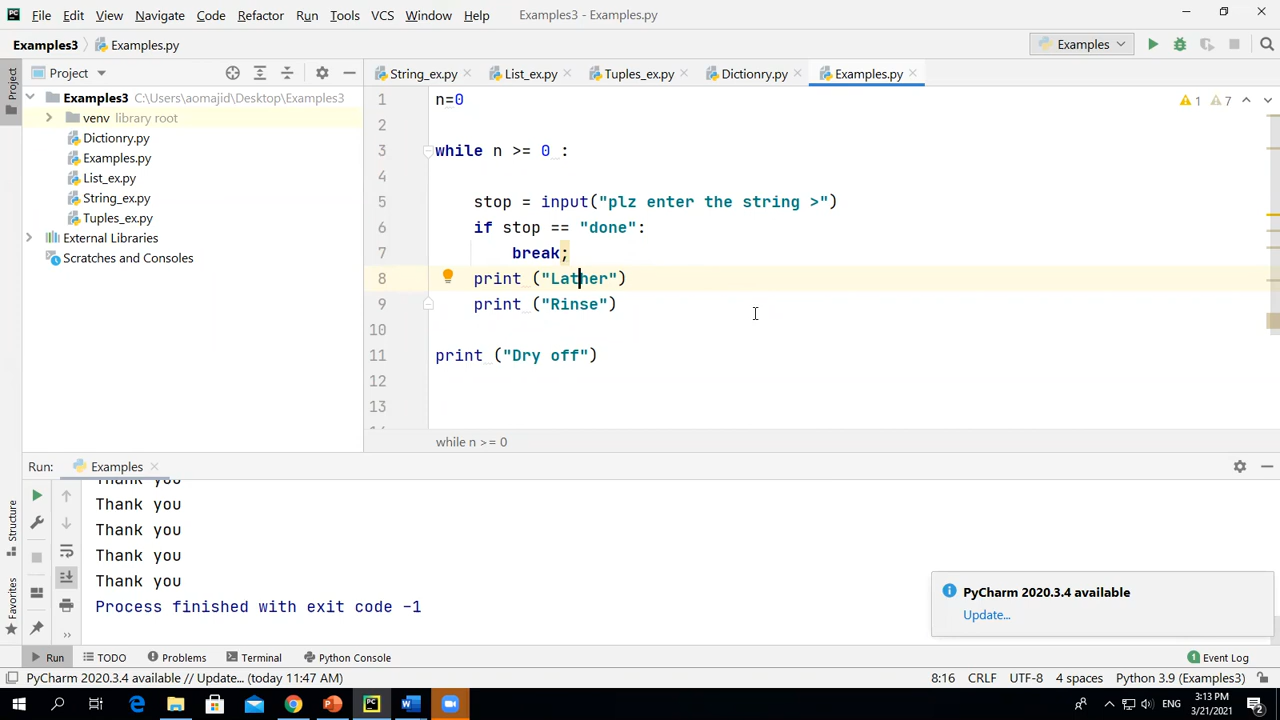 File Edit View Navigate Code Refactor Run Tools VCS Window Help Examples3 - Examples.py
Examples3 Examples.py Examples
Project Project String_ex.py List_ex.py Tuples_ex.py Dictionry.py Examples.py
Examples3 C:\Users\aomajid\Desktop\Examples3
venv library root
Dictionry.py
Examples.py
List_ex.py
String_ex.py
Tuples_ex.py
External Libraries
Scratches and Consoles
1 n=0
1 7
2
3 while n >= 0 :
4
5 stop = input("plz enter the string >")
6 if stop == "done":
7 break;
8 print ("Lather")
9 print ("Rinse")
10
11 print ("Dry off")
12
13
while n >= 0
Run: Examples
Thank you
Thank you
Thank you
Thank you
Thank you
Process finished with exit code -1
Structure
Favorites
PyCharm 2020.3.4 available
Update...
Run TODO Problems Terminal Python Console 1 Event Log
PyCharm 2020.3.4 available // Update... (today 11:47 AM) 8:16 CRLF UTF-8 4 spaces Python 3.9 (Examples3)
ENG 3:13 PM
3/21/2021 2